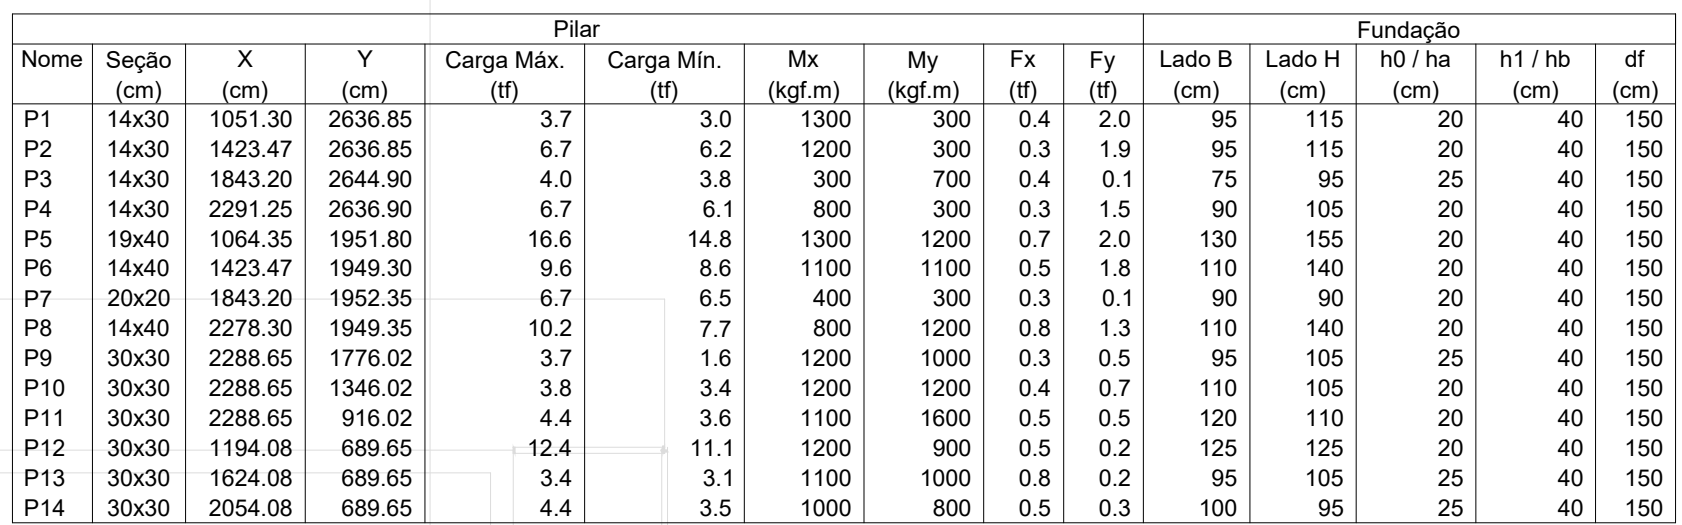 Pilar Fundação
Nome Seção X Y Carga Máx. Carga Mín. Mx My Fx Fy Lado B Lado H h0 / ha h1 / hb df
(cm) (cm) (cm) (tf) (tf) (kgf.m) (kgf.m) (tf) (tf) (cm) (cm) (cm) (cm) (cm)
P1 14x30 1051.30 2636.85 3.7 3.0 1300 300 0.4 2.0 95 115 20 40 150
P2 14x30 1423.47 2636.85 6.7 6.2 1200 300 0.3 1.9 95 115 20 40 150
P3 14x30 1843.20 2644.90 4.0 3.8 300 700 0.4 0.1 75 95 25 40 150
P4 14x30 2291.25 2636.90 6.7 6.1 800 300 0.3 1.5 90 105 20 40 150
P5 19x40 1064.35 1951.80 16.6 14.8 1300 1200 0.7 2.0 130 155 20 40 150
P6 14x40 1423.47 1949.30 9.6 8.6 1100 1100 0.5 1.8 110 140 20 40 150
P7 20x20 1843.20 1952.35 6.7 6.5 400 300 0.3 0.1 90 90 20 40 150
P8 14x40 2278.30 1949.35 10.2 7.7 800 1200 0.8 1.3 110 140 20 40 150
P9 30x30 2288.65 1776.02 3.7 1.6 1200 1000 0.3 0.5 95 105 25 40 150
P10 30x30 2288.65 1346.02 3.8 3.4 1200 1200 0.4 0.7 110 105 20 40 150
P11 30x30 2288.65 916.02 4.4 3.6 1100 1600 0.5 0.5 120 110 20 40 150
P12 30x30 1194.08 689.65 12.4 11.1 1200 900 0.5 0.2 125 125 20 40 150
P13 30x30 1624.08 689.65 3.4 3.1 1100 1000 0.8 0.2 95 105 25 40 150
P14 30x30 2054.08 689.65 4.4 3.5 1000 800 0.5 0.3 100 95 25 40 150